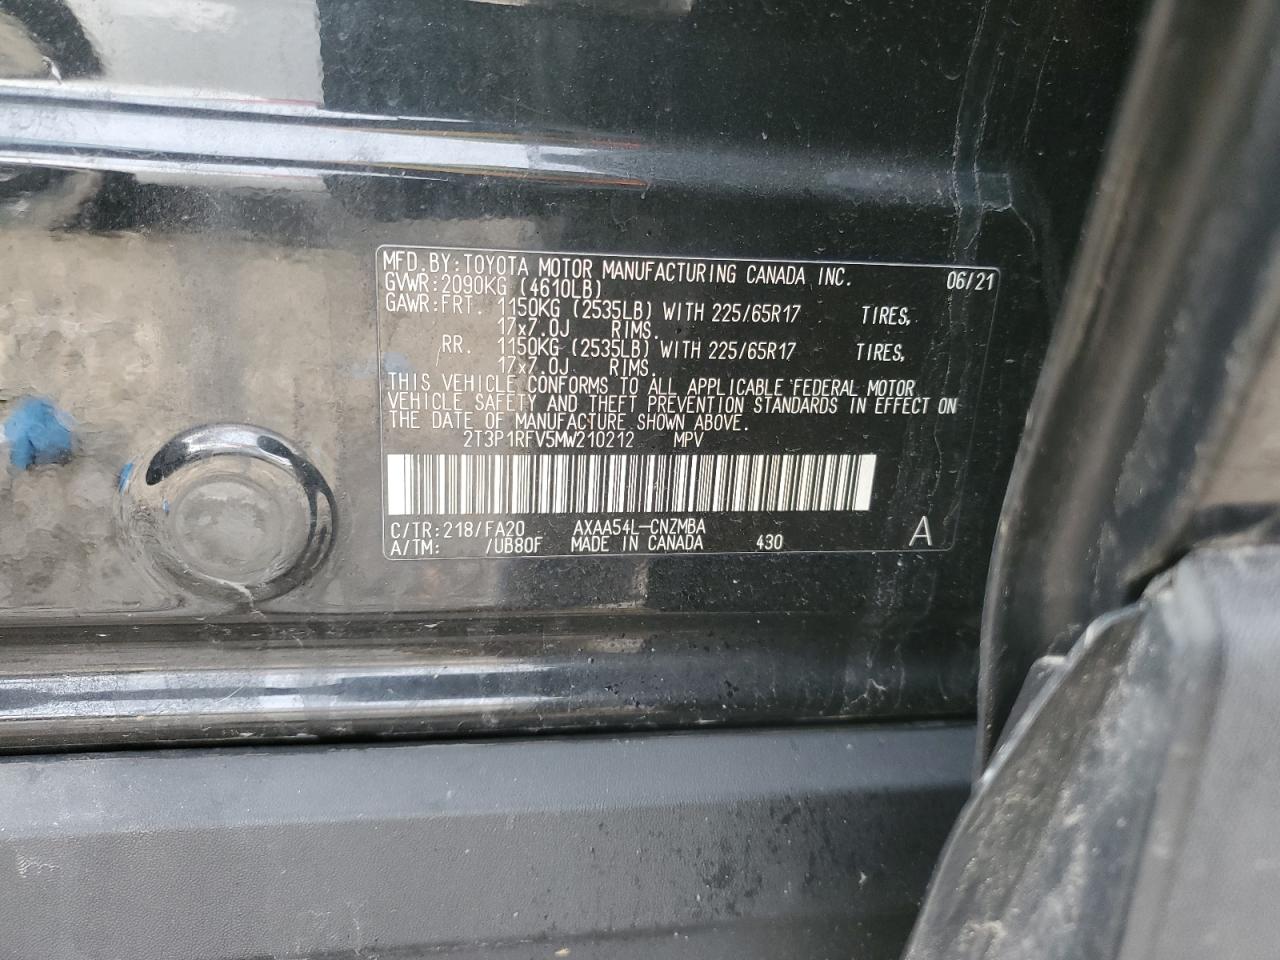 MFD.BY:TOYOTA MOTOR MANUFACTURING CANADA INC. 06/21
GVWR:2090KG (4610LB)
GAWR:FRT. 1150KG (2535LB) WITH 225/65R17 TIRES,
17x7.0J RIMS.
RR. 1150KG (2535LB) WITH 225/65R17 TIRES,
17x7.0J RIMS.
THIS VEHICLE CONFORMS TO ALL APPLICABLE FEDERAL MOTOR
VEHICLE SAFETY AND THEFT PREVENTION STANDARDS IN EFFECT ON
THE DATE OF MANUFACTURE SHOWN ABOVE.
2T3P1RFV5MW210212 MPV
C/TR:218/FA20 AXAA54L-CNZMBA
A/TM: /UB80F MADE IN CANADA 430 A